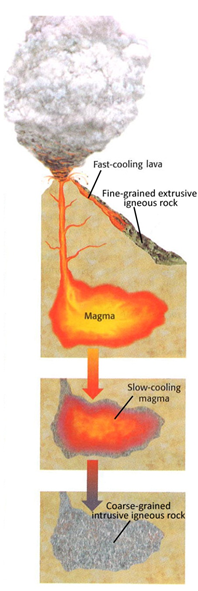 Fast-cooling lava
Fine-grained extrusive
igneous rock
Magma
Slow-cooling
magma
Coarse-grained
intrusive igneous rock